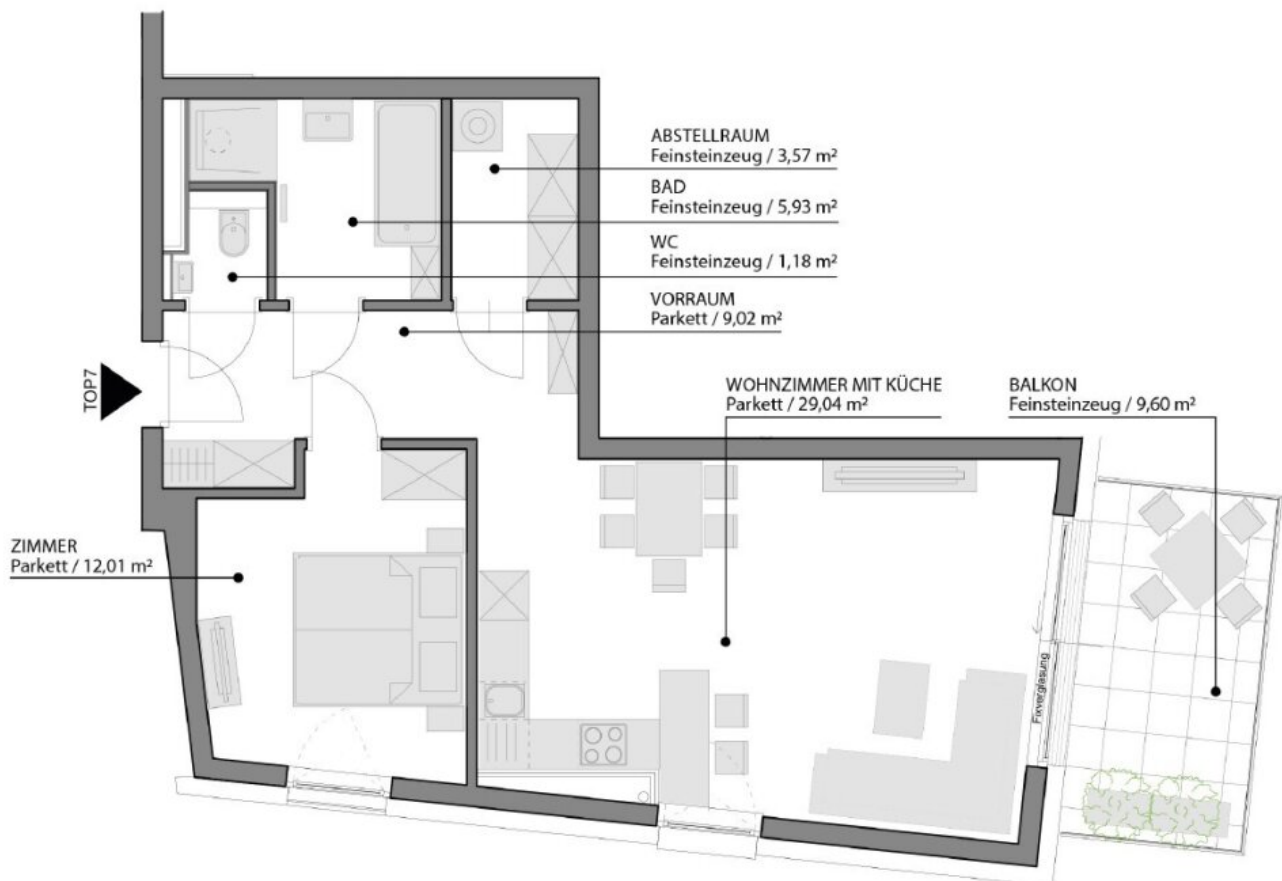 ABSTELLRAUM
Feinsteinzeug / 3,57 m²
BAD
Feinsteinzeug / 5,93 m²
WC
Feinsteinzeug / 1,18 m²
VORRAUM
Parkett / 9,02 m²
TOP7
WOHNZIMMER MIT KÜCHE
Parkett / 29,04 m²
BALKON
Feinsteinzeug / 9,60 m²
ZIMMER
Parkett / 12,01 m²
Fixverglasung